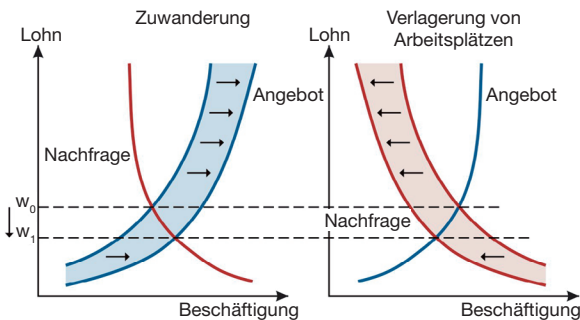 Zuwanderung
Lohn
Angebot
Nachfrage
w0
w1
Beschäftigung
Verlagerung von
Arbeitsplätzen
Lohn
Angebot
Nachfrage
Beschäftigung